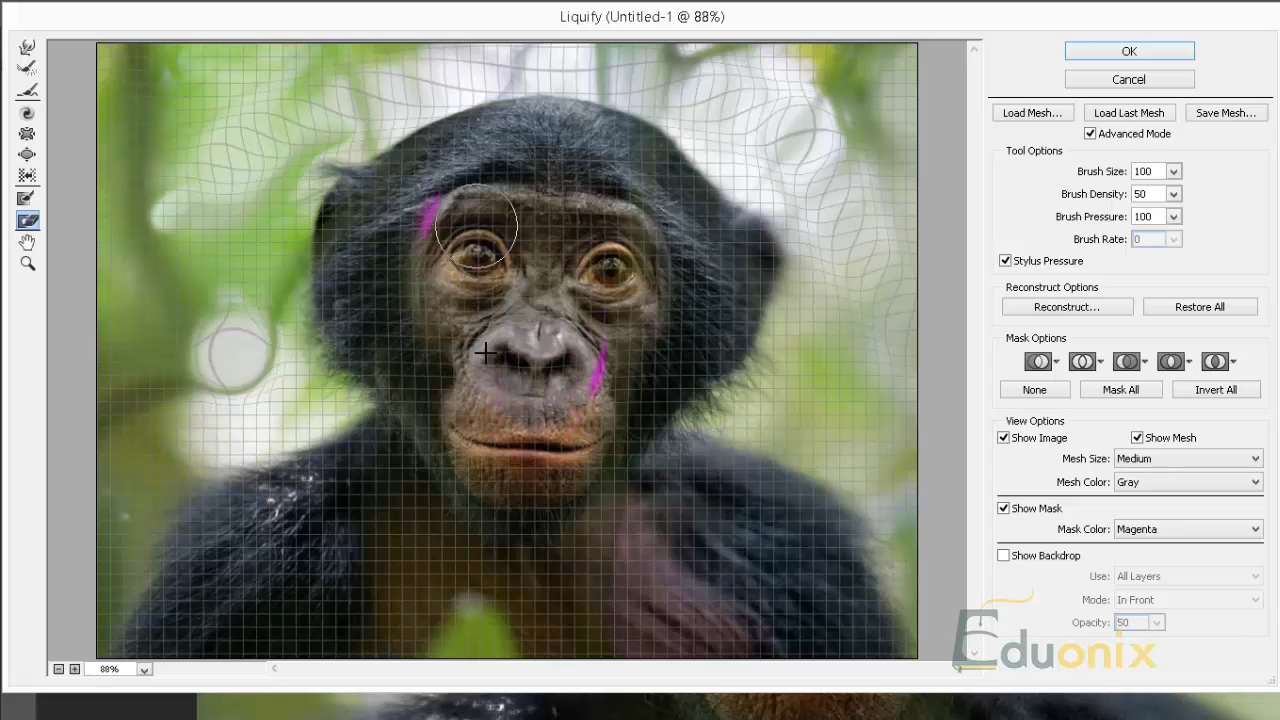 Liquify (Untitled-1 @ 88%)
OK
Cancel
Load Mesh...
Load Last Mesh
Save Mesh...
Advanced Mode
Tool Options
Brush Size: 100
Brush Density: 50
Brush Pressure: 100
Brush Rate: 0
Stylus Pressure
Reconstruct Options
Reconstruct...
Restore All
Mask Options
None
Mask All
Invert All
View Options
Show Image
Show Mesh
Mesh Size: Medium
Mesh Color: Gray
Show Mask
Mask Color: Magenta
Show Backdrop
Use: All Layers
Mode: In Front
Opacity: 50
Eduonix
88%